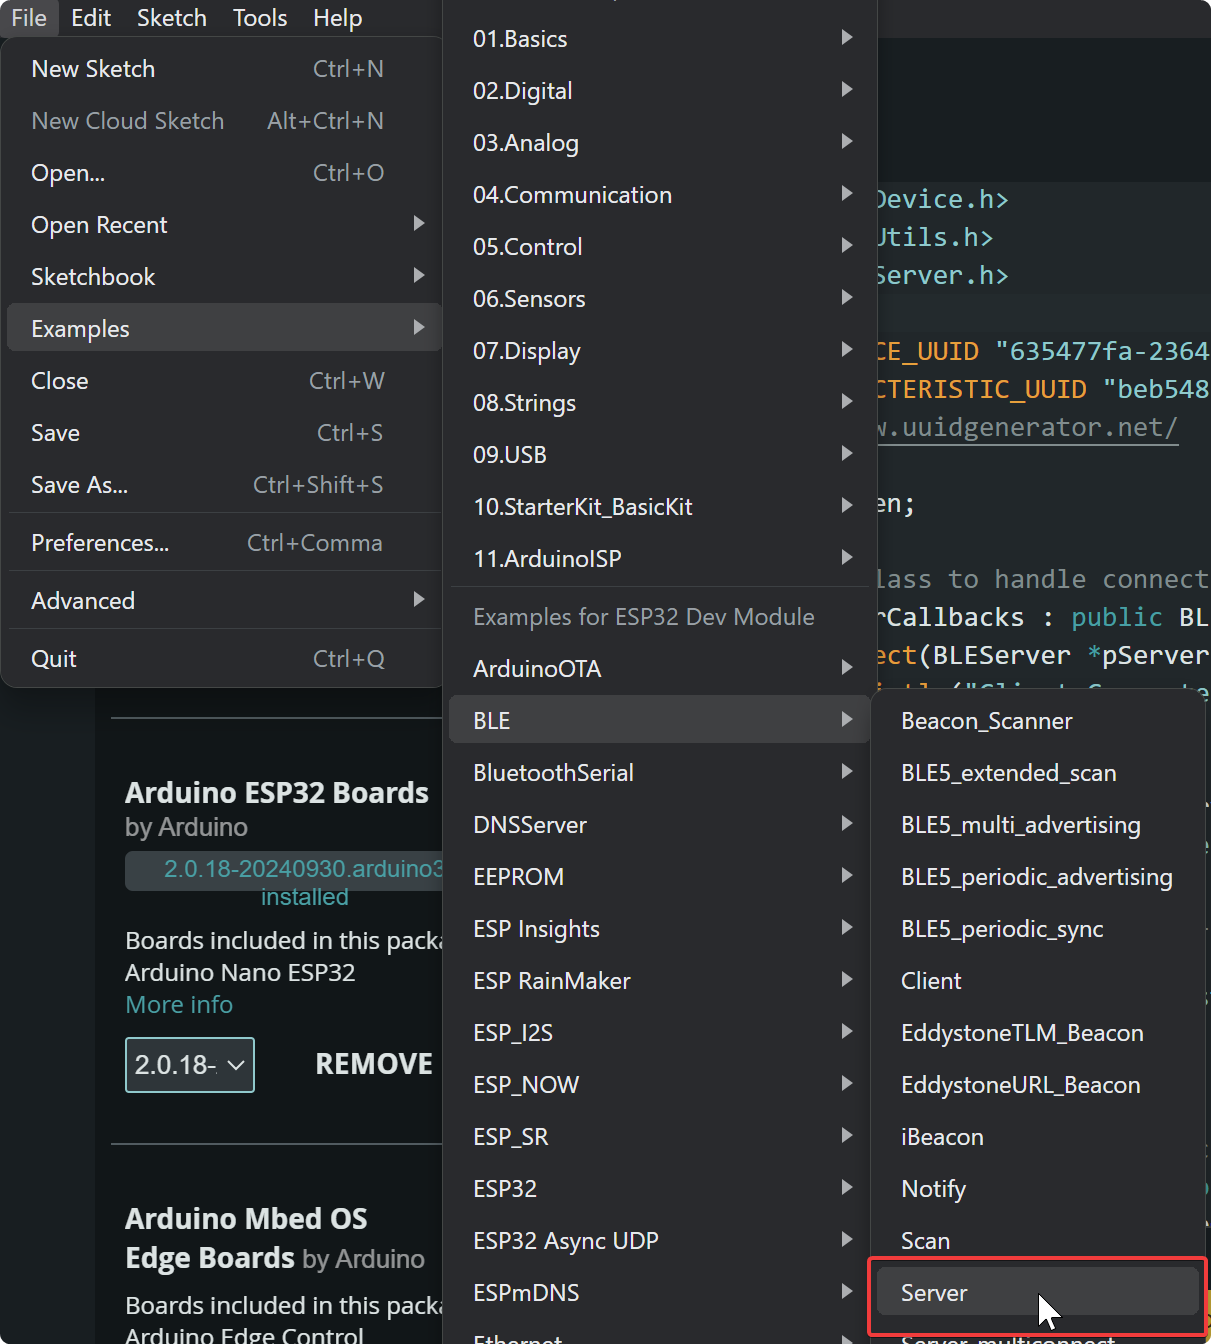 File Edit Sketch Tools Help
New Sketch Ctrl+N
New Cloud Sketch Alt+Ctrl+N
Open... Ctrl+O
Open Recent
Sketchbook
Examples
Close Ctrl+W
Save Ctrl+S
Save As... Ctrl+Shift+S
Preferences... Ctrl+Comma
Advanced
Quit Ctrl+Q
01.Basics
02.Digital
03.Analog
04.Communication
05.Control
06.Sensors
07.Display
08.Strings
09.USB
10.StarterKit_BasicKit
11.ArduinoISP
Examples for ESP32 Dev Module
ArduinoOTA
BLE
BluetoothSerial
DNSServer
EEPROM
ESP Insights
ESP RainMaker
ESP_I2S
ESP_NOW
ESP_SR
ESP32
ESP32 Async UDP
ESPmDNS
Ethernet
Beacon_Scanner
BLE5_extended_scan
BLE5_multi_advertising
BLE5_periodic_advertising
BLE5_periodic_sync
Client
EddystoneTLM_Beacon
EddystoneURL_Beacon
iBeacon
Notify
Scan
Server
Server_multiconnect
Device.h>
Utils.h>
Server.h>
CE_UUID "635477fa-2364
CTERISTIC_UUID "beb548
w.uuidgenerator.net/
en;
lass to handle connect
rCallbacks : public BL
ect(BLEServer *pServer
Arduino ESP32 Boards
by Arduino
2.0.18-20240930.arduino3
installed
Boards included in this packa
Arduino Nano ESP32
More info
2.0.18- REMOVE
Arduino Mbed OS
Edge Boards by Arduino
Boards included in this packa
Arduino Edge Control